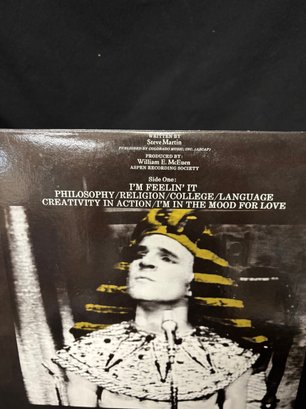 WRITTEN BY
Steve Martin
PUBLISHED BY COLORADO MUSIC, INC. (ASCAP)
PRODUCED BY:
William E. McEuen
ASPEN RECORDING SOCIETY
Side One:
I'M FEELIN' IT
PHILOSOPHY/RELIGION/COLLEGE/LANGUAGE
CREATIVITY IN ACTION/I'M IN THE MOOD FOR LOVE